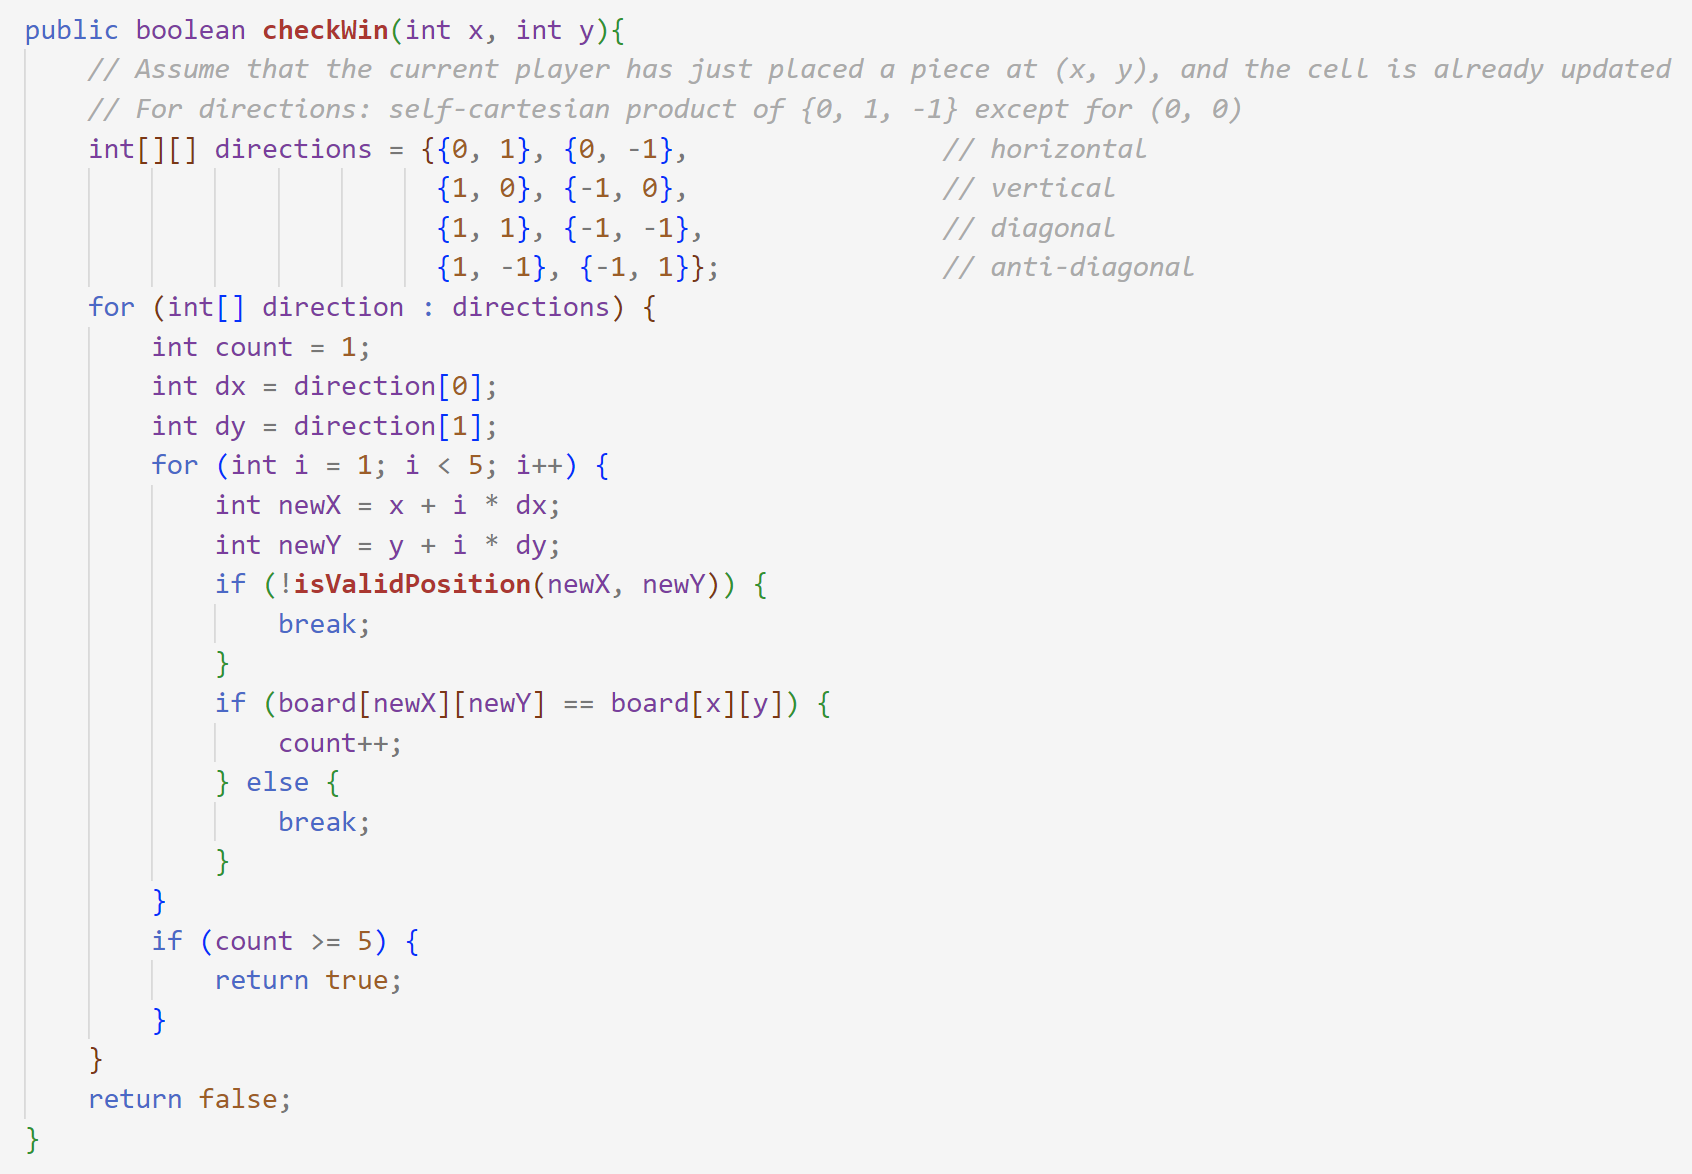 public boolean checkWin(int x, int y){
    // Assume that the current player has just placed a piece at (x, y), and the cell is already updated
    // For directions: self-cartesian product of {0, 1, -1} except for (0, 0)
    int[][] directions = {{0, 1}, {0, -1},                // horizontal
                          {1, 0}, {-1, 0},                // vertical
                          {1, 1}, {-1, -1},               // diagonal
                          {1, -1}, {-1, 1}};              // anti-diagonal
    for (int[] direction : directions) {
        int count = 1;
        int dx = direction[0];
        int dy = direction[1];
        for (int i = 1; i < 5; i++) {
            int newX = x + i * dx;
            int newY = y + i * dy;
            if (!isValidPosition(newX, newY)) {
                break;
            }
            if (board[newX][newY] == board[x][y]) {
                count++;
            } else {
                break;
            }
        }
        if (count >= 5) {
            return true;
        }
    }
    return false;
}